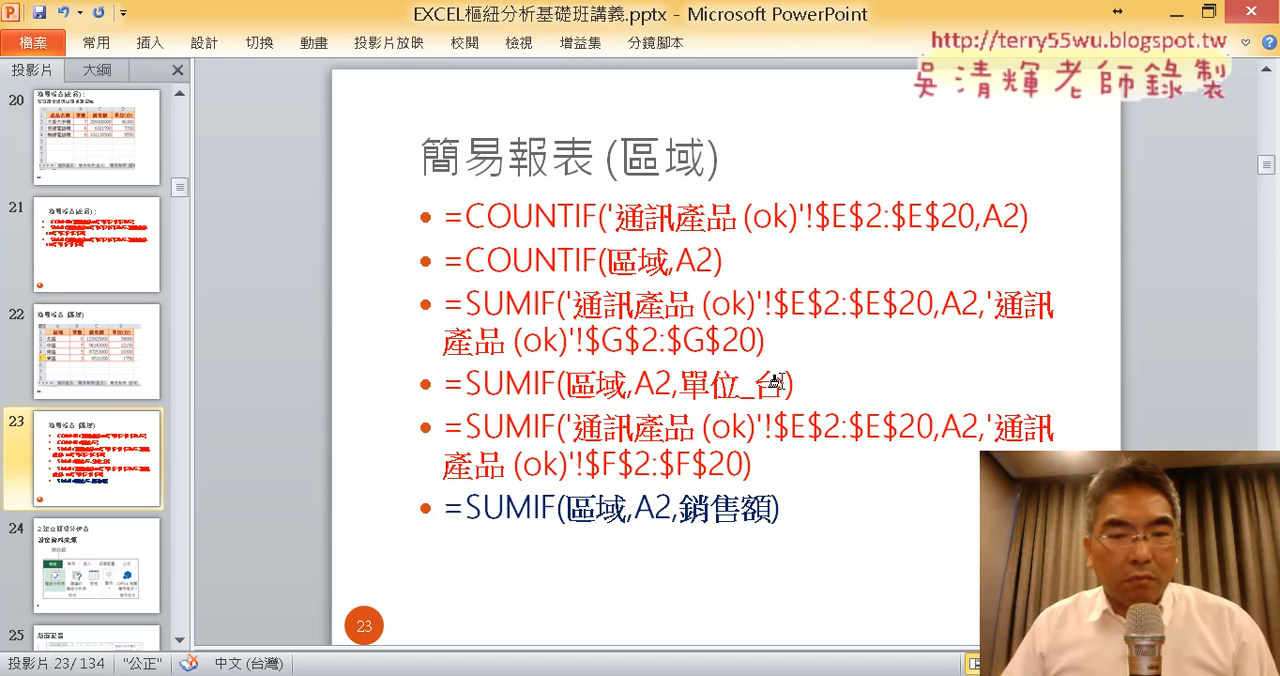 EXCEL樞紐分析基礎班講義.pptx - Microsoft PowerPoint
檔案 常用 插入 設計 切換 動畫 投影片放映 校閱 檢視 增益集 分鏡腳本
http://terry55wu.blogspot.tw
吳清輝老師錄製
投影片 大綱
20
21
22
23
24
25
簡易報表 (區域)
=COUNTIF('通訊產品 (ok)'!$E$2:$E$20,A2)
=COUNTIF(區域,A2)
=SUMIF('通訊產品 (ok)'!$E$2:$E$20,A2,'通訊
產品 (ok)'!$G$2:$G$20)
=SUMIF(區域,A2,單位_台)
=SUMIF('通訊產品 (ok)'!$E$2:$E$20,A2,'通訊
產品 (ok)'!$F$2:$F$20)
=SUMIF(區域,A2,銷售額)
23
投影片 23/134 "公正" 中文 (台灣)